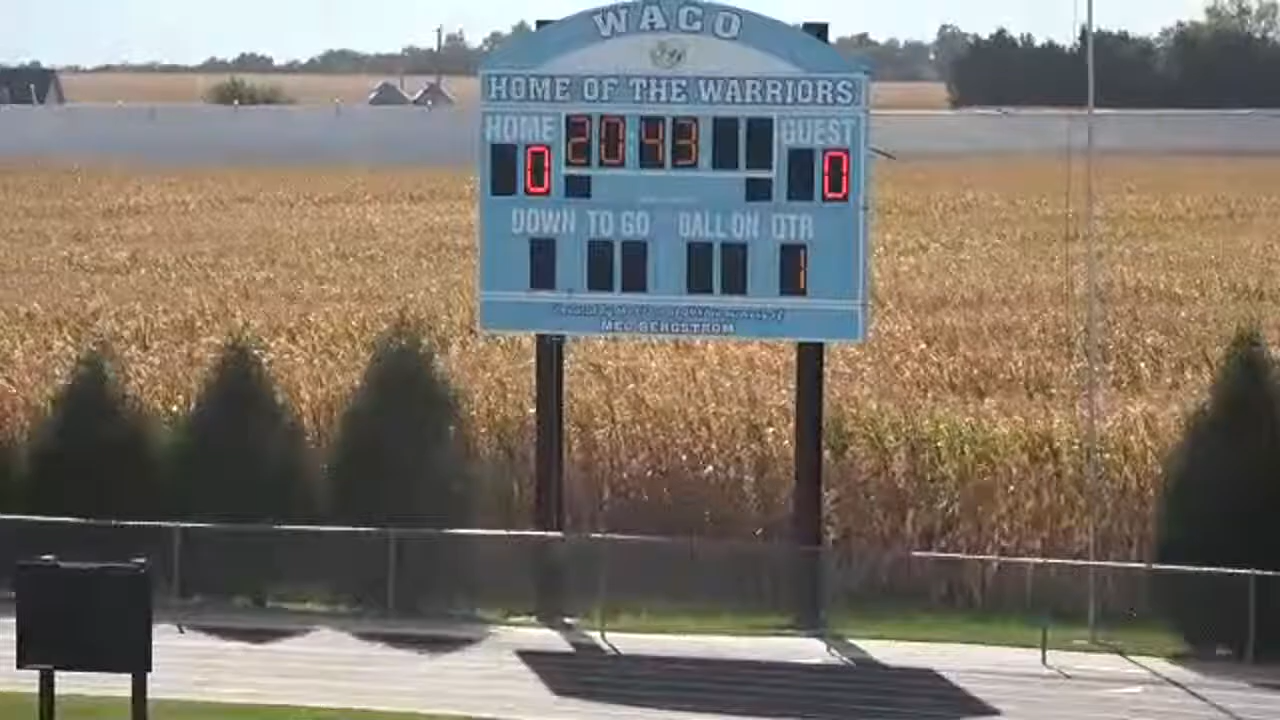 WACO
HOME OF THE WARRIORS
HOME 20:43 GUEST
0 0
DOWN TO GO BALL ON QTR
1
MEG BERGSTROM